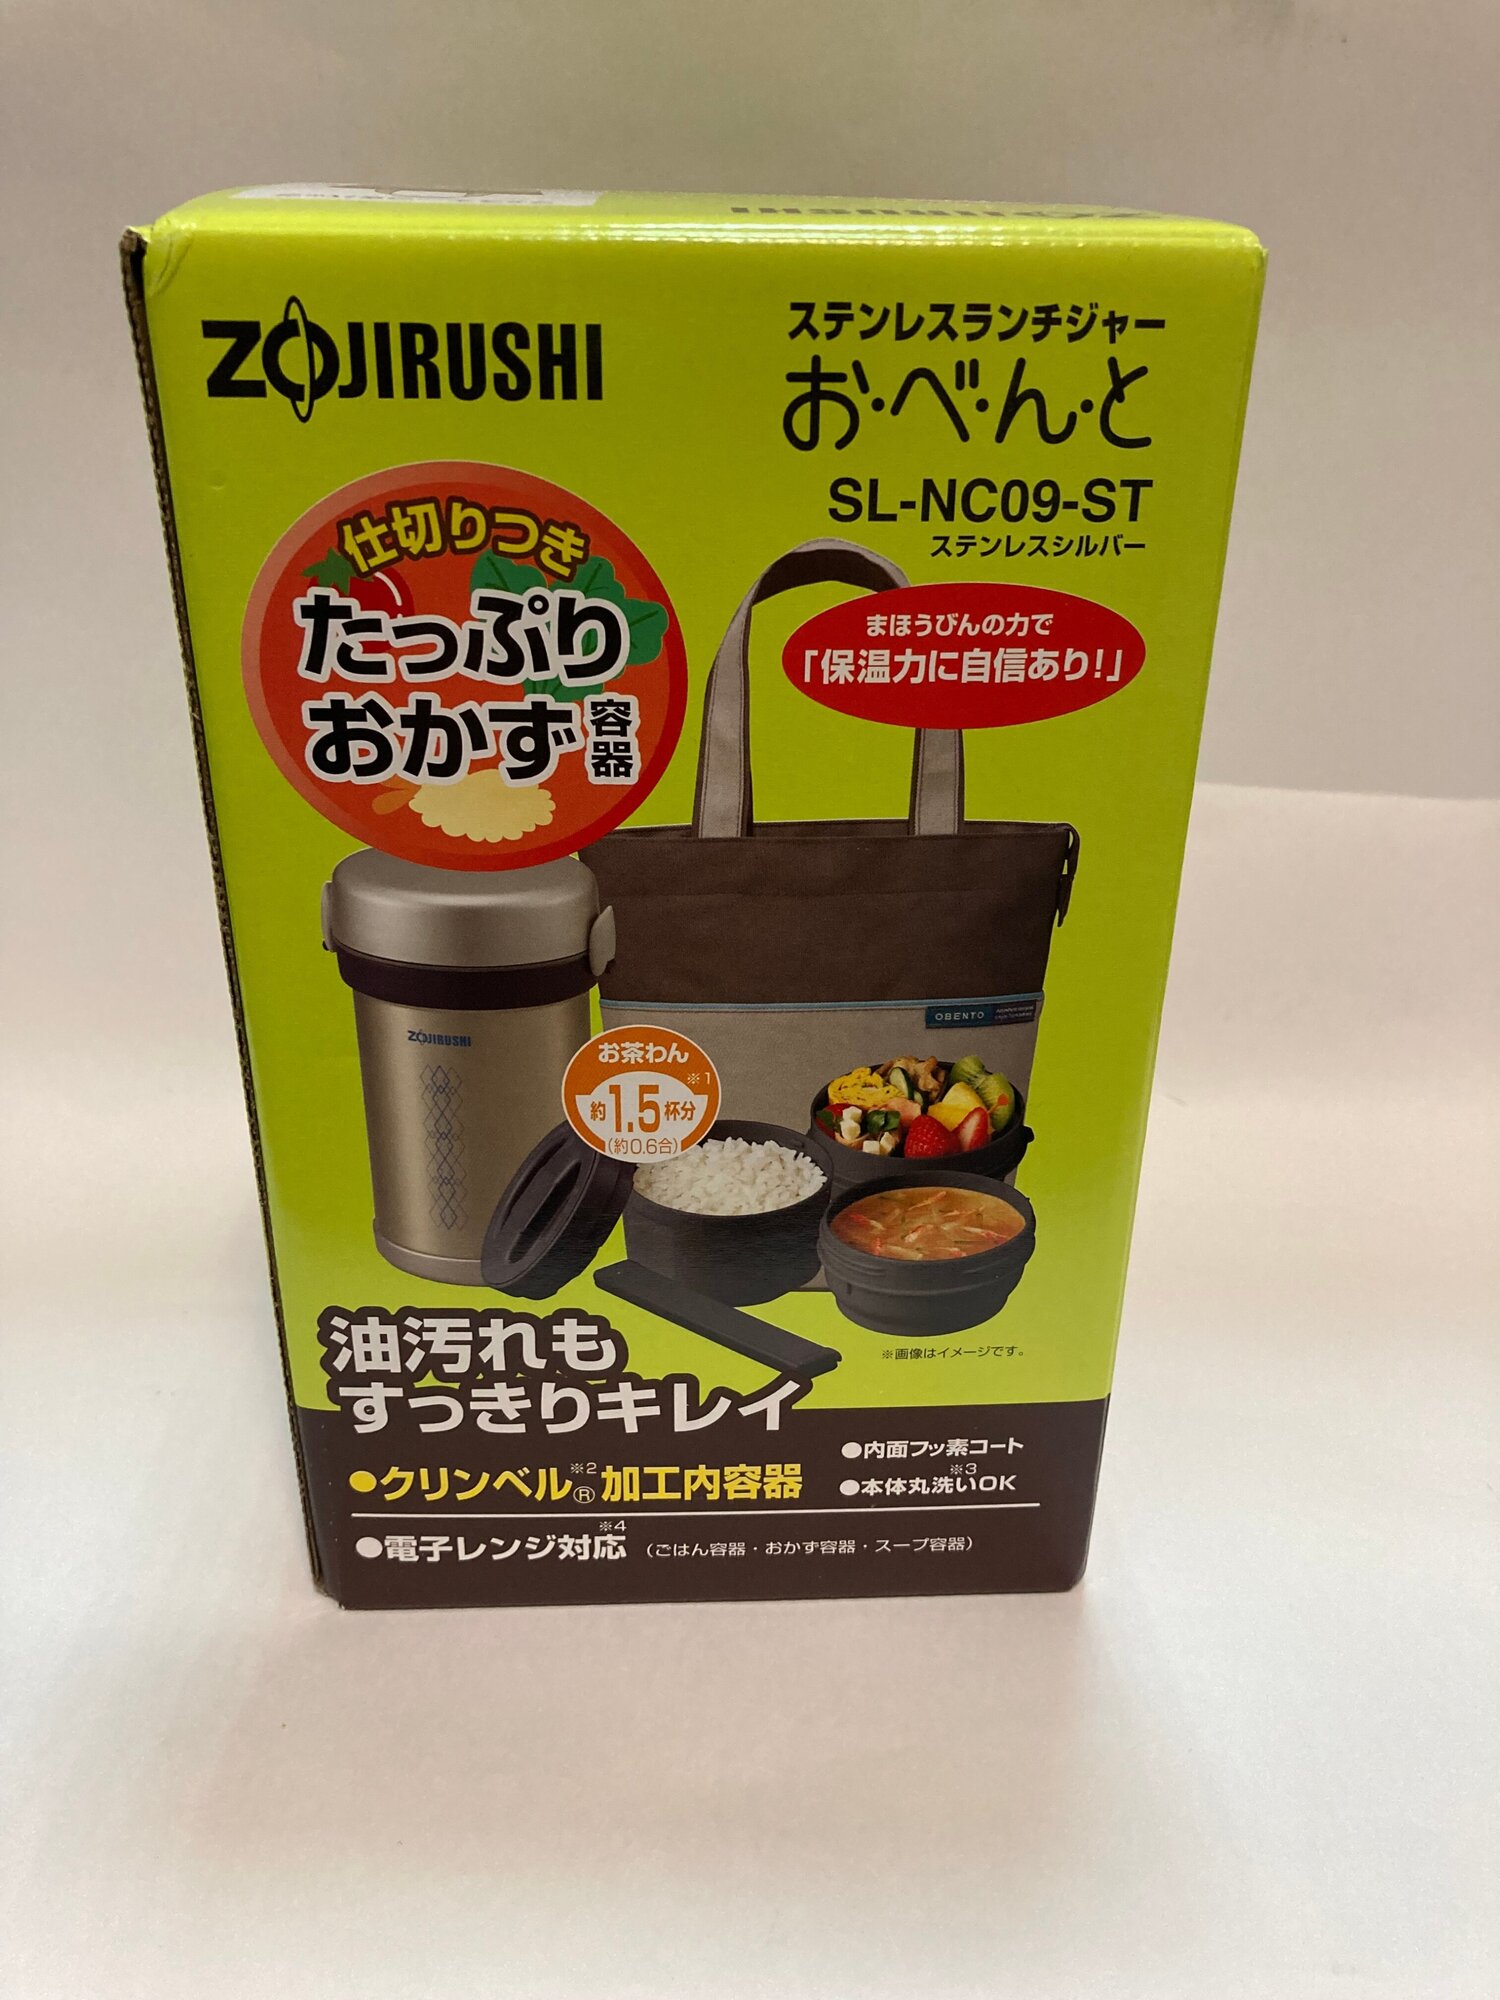 ZOJIRUSHI
ZOJIRUSHI
ステンレスランチジャー
お・べ・ん・と
SL-NC09-ST
ステンレスシルバー
仕切りつき
たっぷり
おかず容器
まほうびんの力で
「保温力に自信あり!」
ZOJIRUSHI
OBENTO
お茶わん
約1.5杯分※1
(約0.6合)
※画像はイメージです。
油汚れも
すっきりキレイ
●クリンベル®※2加工内容器
●内面フッ素コート
●本体丸洗い※3OK
●電子レンジ対応※4 (ごはん容器・おかず容器・スープ容器)